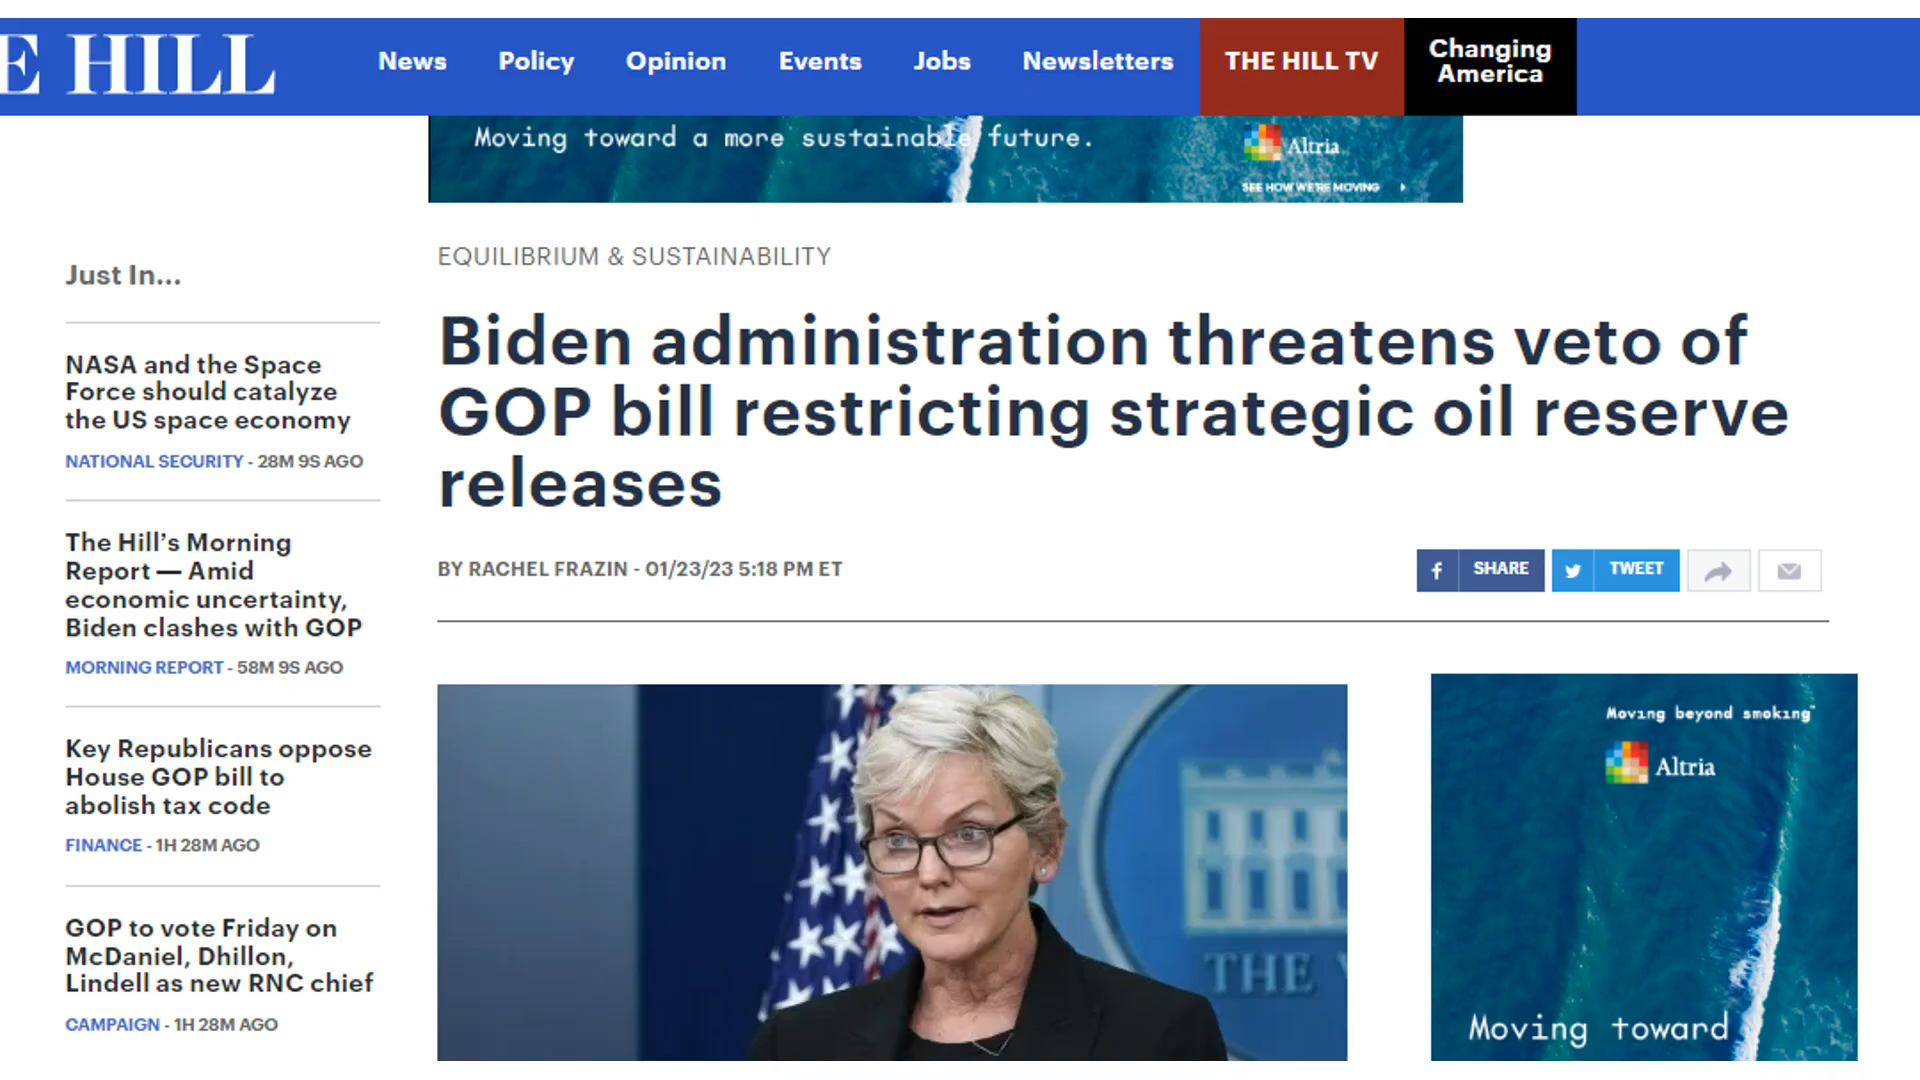 E HILL
News
Policy
Opinion
Events
Jobs
Newsletters
THE HILL TV
Changing
America
Moving toward a more sustainable future.
Altria
SEE HOW WE'RE MOVING
EQUILIBRIUM & SUSTAINABILITY
Biden administration threatens veto of
GOP bill restricting strategic oil reserve
releases
BY RACHEL FRAZIN - 01/23/23 5:18 PM ET
SHARE
TWEET
Just In...
NASA and the Space
Force should catalyze
the US space economy
NATIONAL SECURITY - 28M 9S AGO
The Hill’s Morning
Report — Amid
economic uncertainty,
Biden clashes with GOP
MORNING REPORT - 58M 9S AGO
Key Republicans oppose
House GOP bill to
abolish tax code
FINANCE - 1H 28M AGO
GOP to vote Friday on
McDaniel, Dhillon,
Lindell as new RNC chief
CAMPAIGN - 1H 28M AGO
THE
Moving beyond smoking™
Altria
Moving toward